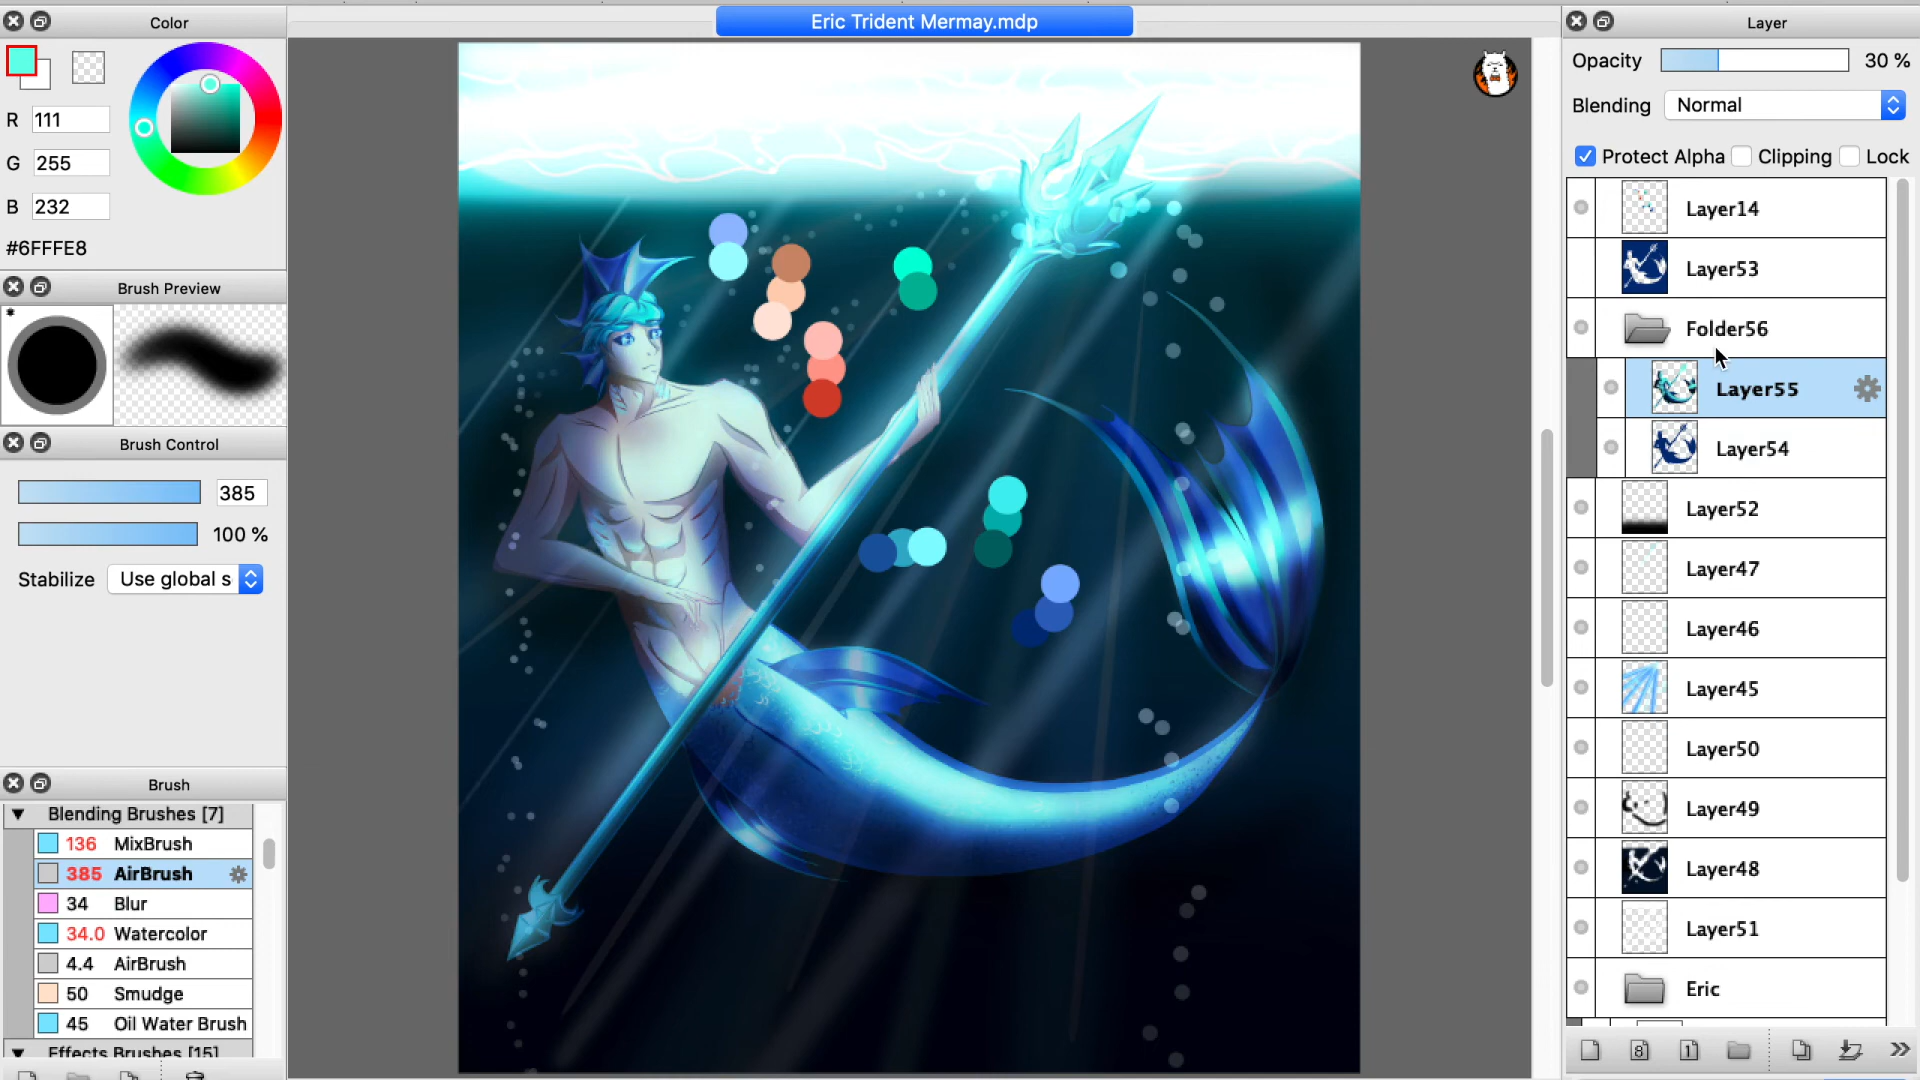 Color
R 111
G 255
B 232
#6FFFE8
Brush Preview
Brush Control
385
100 %
Stabilize Use global s
Brush
Blending Brushes [7]
136 MixBrush
385 AirBrush
34 Blur
34.0 Watercolor
4.4 AirBrush
50 Smudge
45 Oil Water Brush
Effects Brushes [15]
Eric Trident Mermay.mdp
Layer
Opacity 30 %
Blending Normal
Protect Alpha Clipping Lock
Layer14
Layer53
Folder56
Layer55
Layer54
Layer52
Layer47
Layer46
Layer45
Layer50
Layer49
Layer48
Layer51
Eric
8 1